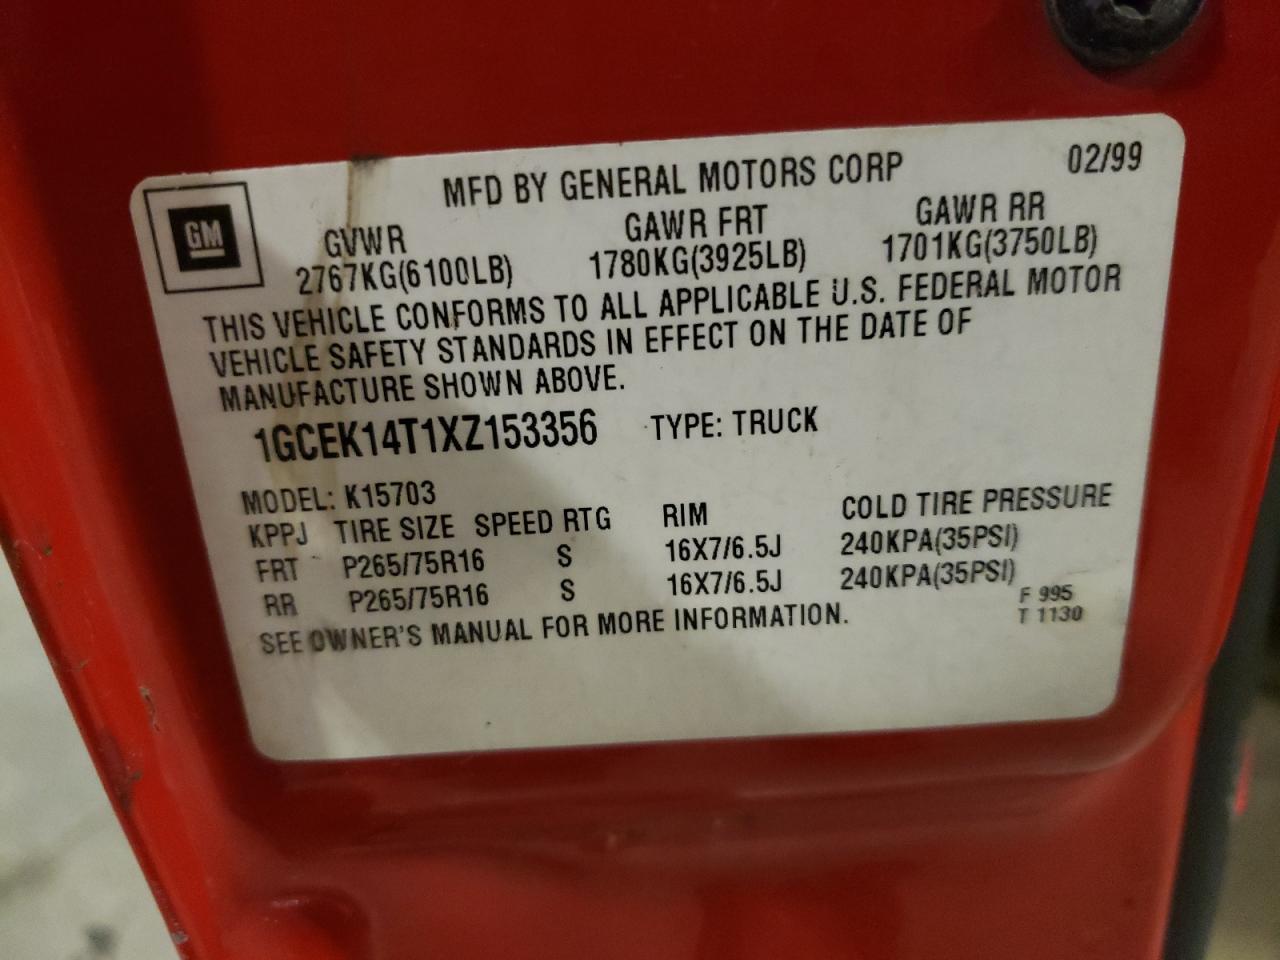 MFD BY GENERAL MOTORS CORP 02/99
GM
GVWR GAWR FRT GAWR RR
2767KG(6100LB) 1780KG(3925LB) 1701KG(3750LB)
THIS VEHICLE CONFORMS TO ALL APPLICABLE U.S. FEDERAL MOTOR
VEHICLE SAFETY STANDARDS IN EFFECT ON THE DATE OF
MANUFACTURE SHOWN ABOVE.
1GCEK14T1XZ153356 TYPE: TRUCK
MODEL: K15703
KPPJ TIRE SIZE SPEED RTG RIM COLD TIRE PRESSURE
FRT P265/75R16 S 16X7/6.5J 240KPA(35PSI)
RR P265/75R16 S 16X7/6.5J 240KPA(35PSI)
SEE OWNER'S MANUAL FOR MORE INFORMATION.
F 995
T 1130